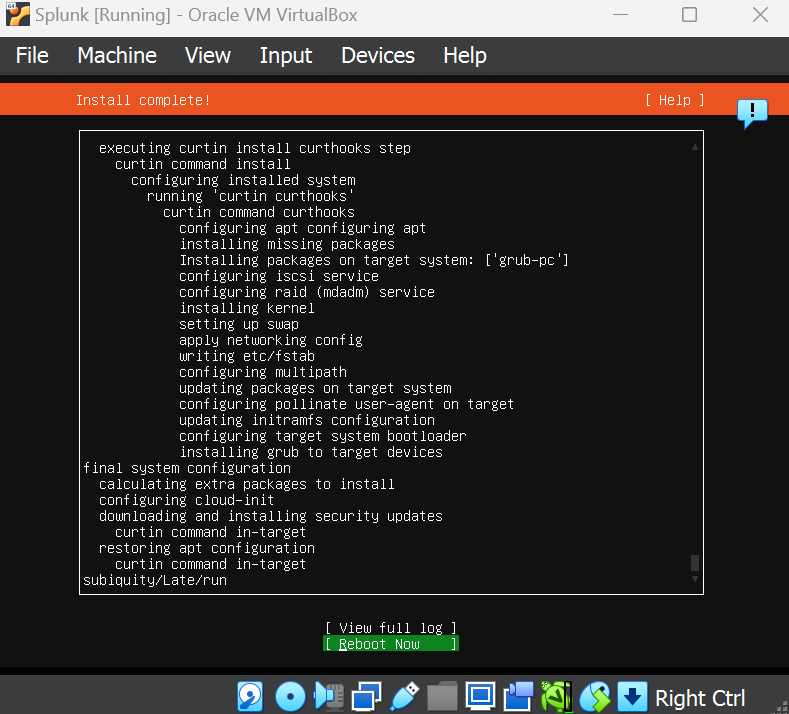 Splunk [Running] - Oracle VM VirtualBox
File Machine View Input Devices Help
Install complete! [ Help ]
executing curtin install curthooks step
curtin command install
configuring installed system
running 'curtin curthooks'
curtin command curthooks
configuring apt configuring apt
installing missing packages
Installing packages on target system: ['grub-pc']
configuring iscsi service
configuring raid (mdadm) service
installing kernel
setting up swap
apply networking config
writing etc/fstab
configuring multipath
updating packages on target system
configuring pollinate user-agent on target
updating initramfs configuration
configuring target system bootloader
installing grub to target devices
final system configuration
calculating extra packages to install
configuring cloud-init
downloading and installing security updates
curtin command in-target
restoring apt configuration
curtin command in-target
subiquity/Late/run
[ View full log ]
[ Reboot Now ]
Right Ctrl